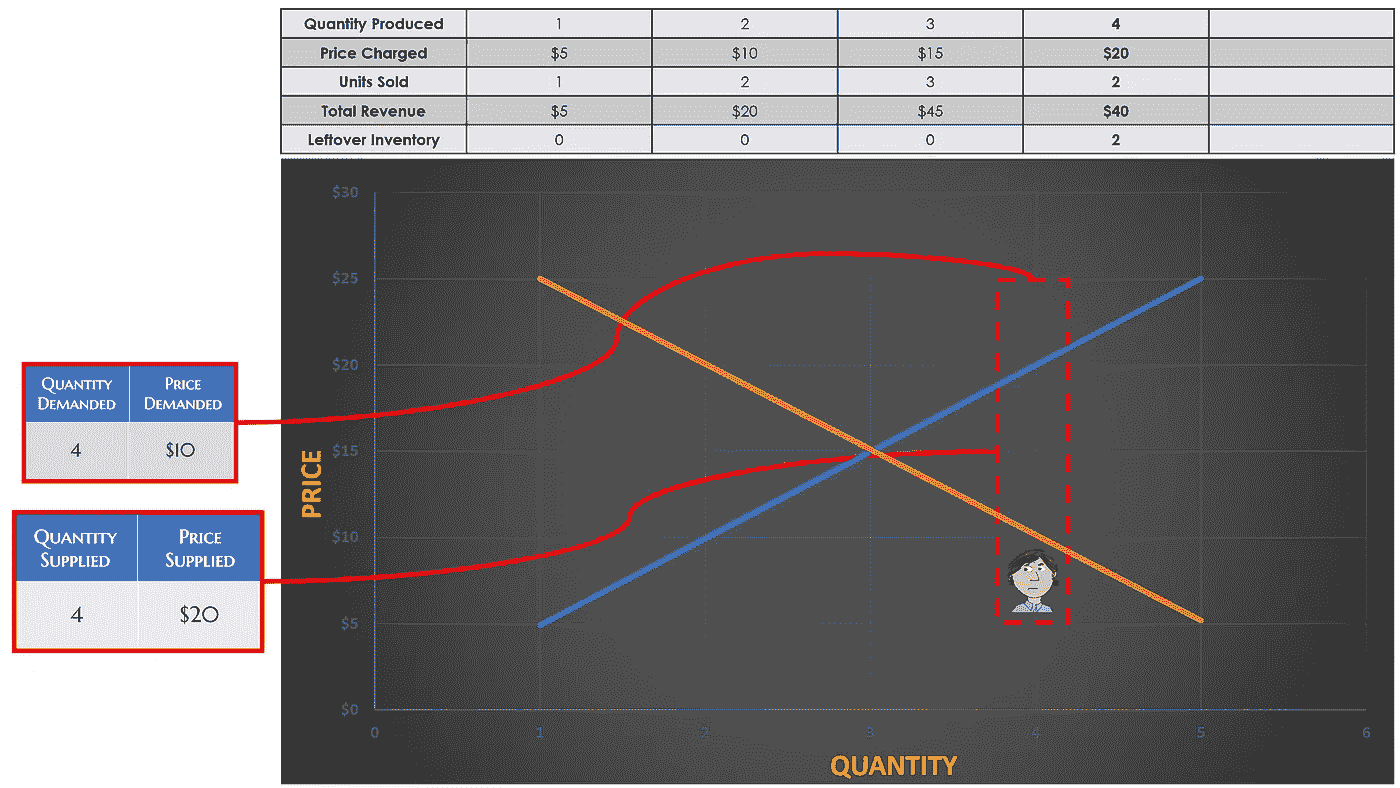 Quantity Produced 1 2 3 4
Price Charged $5 $10 $15 $20
Units Sold 1 2 3 2
Total Revenue $5 $20 $45 $40
Leftover Inventory 0 0 0 2
$30
$25
$20
$15
$10
$5
$0
PRICE
0 1 2 3 4 5 6
QUANTITY
QUANTITY DEMANDED PRICE DEMANDED
4 $10
QUANTITY SUPPLIED PRICE SUPPLIED
4 $20